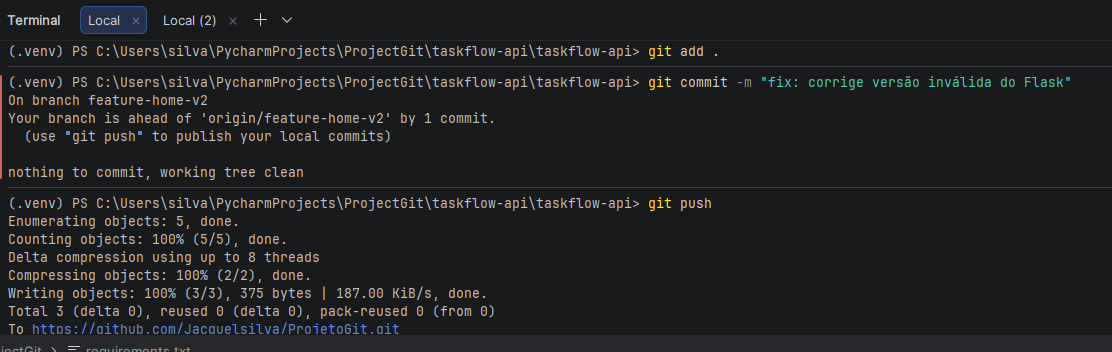 Terminal Local × Local (2) ×
(.venv) PS C:\Users\silva\PycharmProjects\ProjectGit\taskflow-api\taskflow-api> git add .
(.venv) PS C:\Users\silva\PycharmProjects\ProjectGit\taskflow-api\taskflow-api> git commit -m "fix: corrige versão inválida do Flask"
On branch feature-home-v2
Your branch is ahead of 'origin/feature-home-v2' by 1 commit.
  (use "git push" to publish your local commits)
nothing to commit, working tree clean
(.venv) PS C:\Users\silva\PycharmProjects\ProjectGit\taskflow-api\taskflow-api> git push
Enumerating objects: 5, done.
Counting objects: 100% (5/5), done.
Delta compression using up to 8 threads
Compressing objects: 100% (2/2), done.
Writing objects: 100% (3/3), 375 bytes | 187.00 KiB/s, done.
Total 3 (delta 0), reused 0 (delta 0), pack-reused 0 (from 0)
To https://github.com/Jacquelsilva/ProjetoGit.git
jectGit > requirements.txt